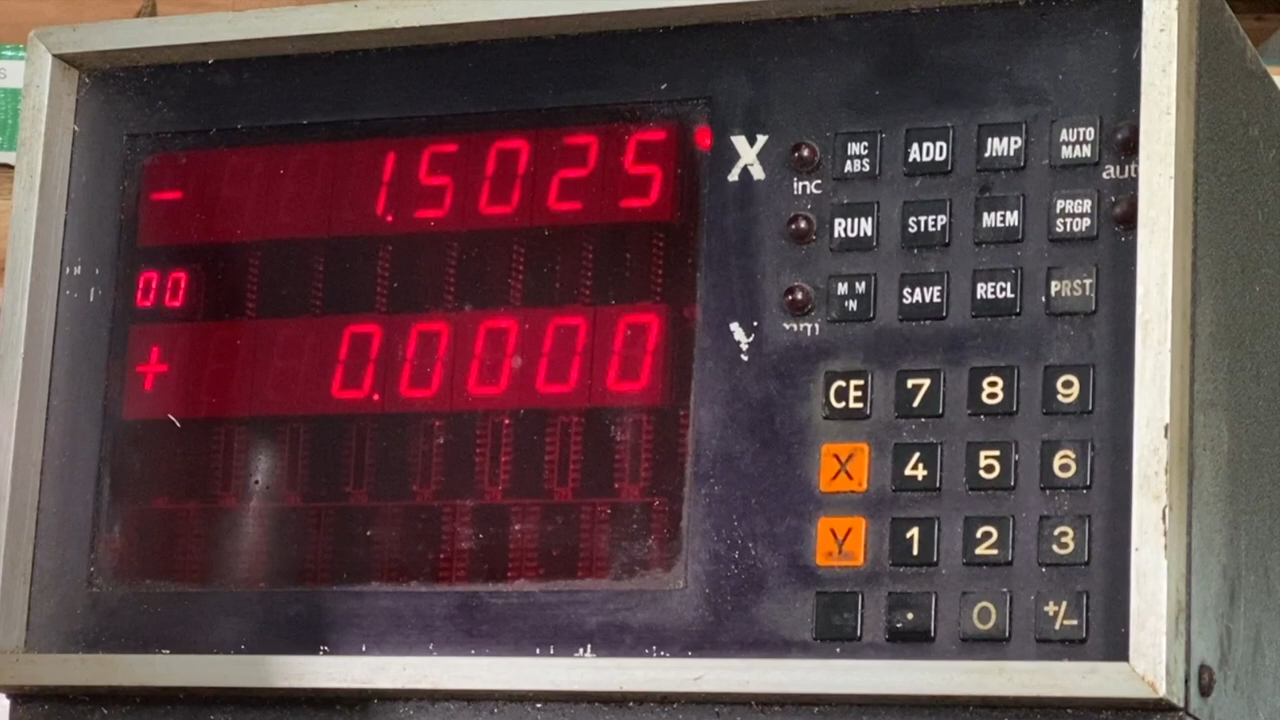 S
- 1.5025 X
00
+ 0.00000
inc
INC ABS ADD JMP AUTO MAN
aut
RUN STEP MEM PRGR STOP
M M SAVE RECL PRST
CE 7 8 9
X 4 5 6
Y 1 2 3
. 0 +/-